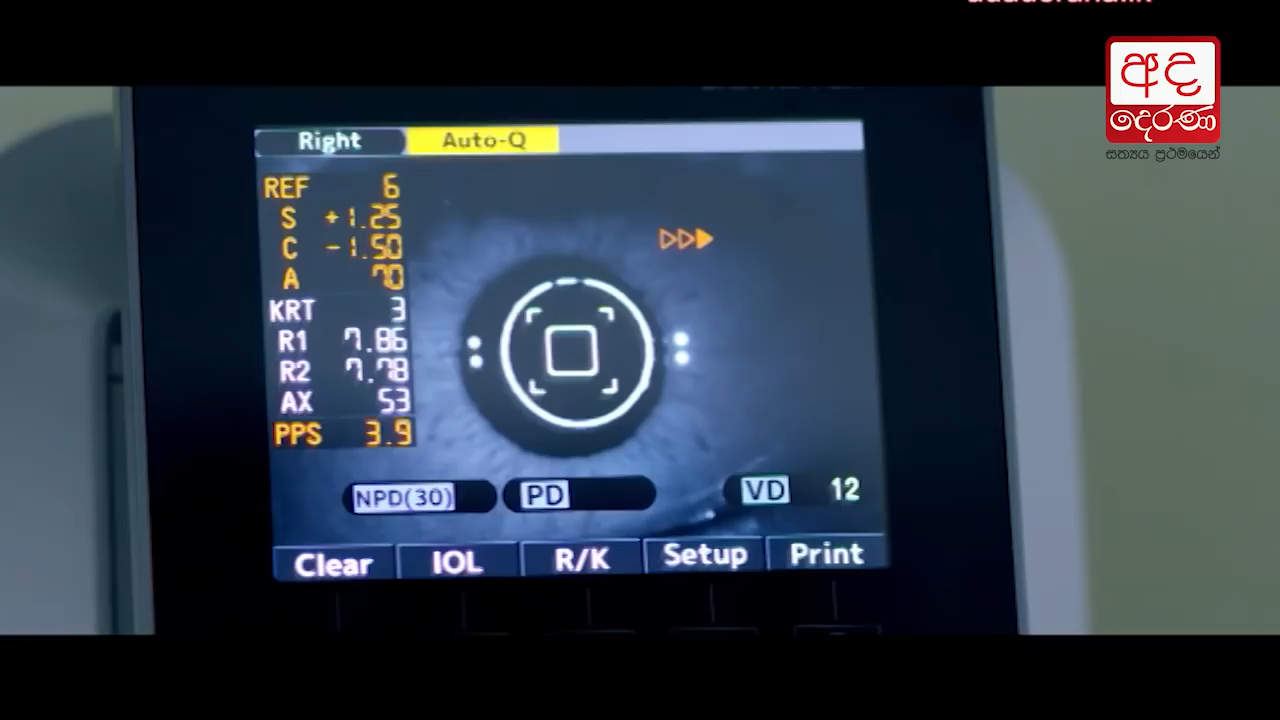 අද
දෙරණ
සත්‍යය ප්‍රථමයෙන්
Right Auto-Q
REF 6
S +1.25
C -1.50
A 70
KRT 3
R1 7.86
R2 7.78
AX 53
PPS 3.9
NPD(30) PD VD 12
Clear IOL R/K Setup Print